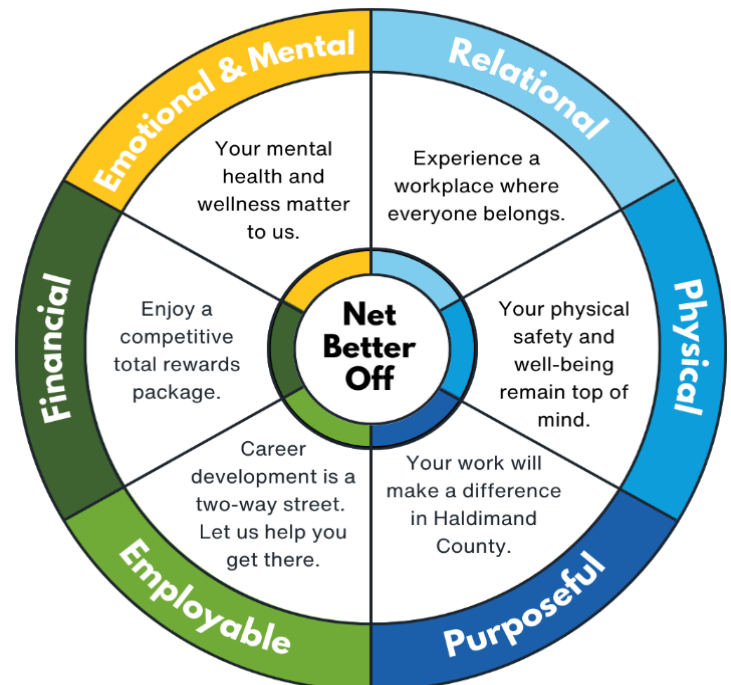 Emotional & Mental
Your mental
health and
wellness matter
to us.
Relational
Experience a
workplace where
everyone belongs.
Physical
Your physical
safety and
well-being
remain top of
mind.
Purposeful
Your work will
make a difference
in Haldimand
County.
Employable
Career
development is a
two-way street.
Let us help you
get there.
Financial
Enjoy a
competitive
total rewards
package.
Net
Better
Off